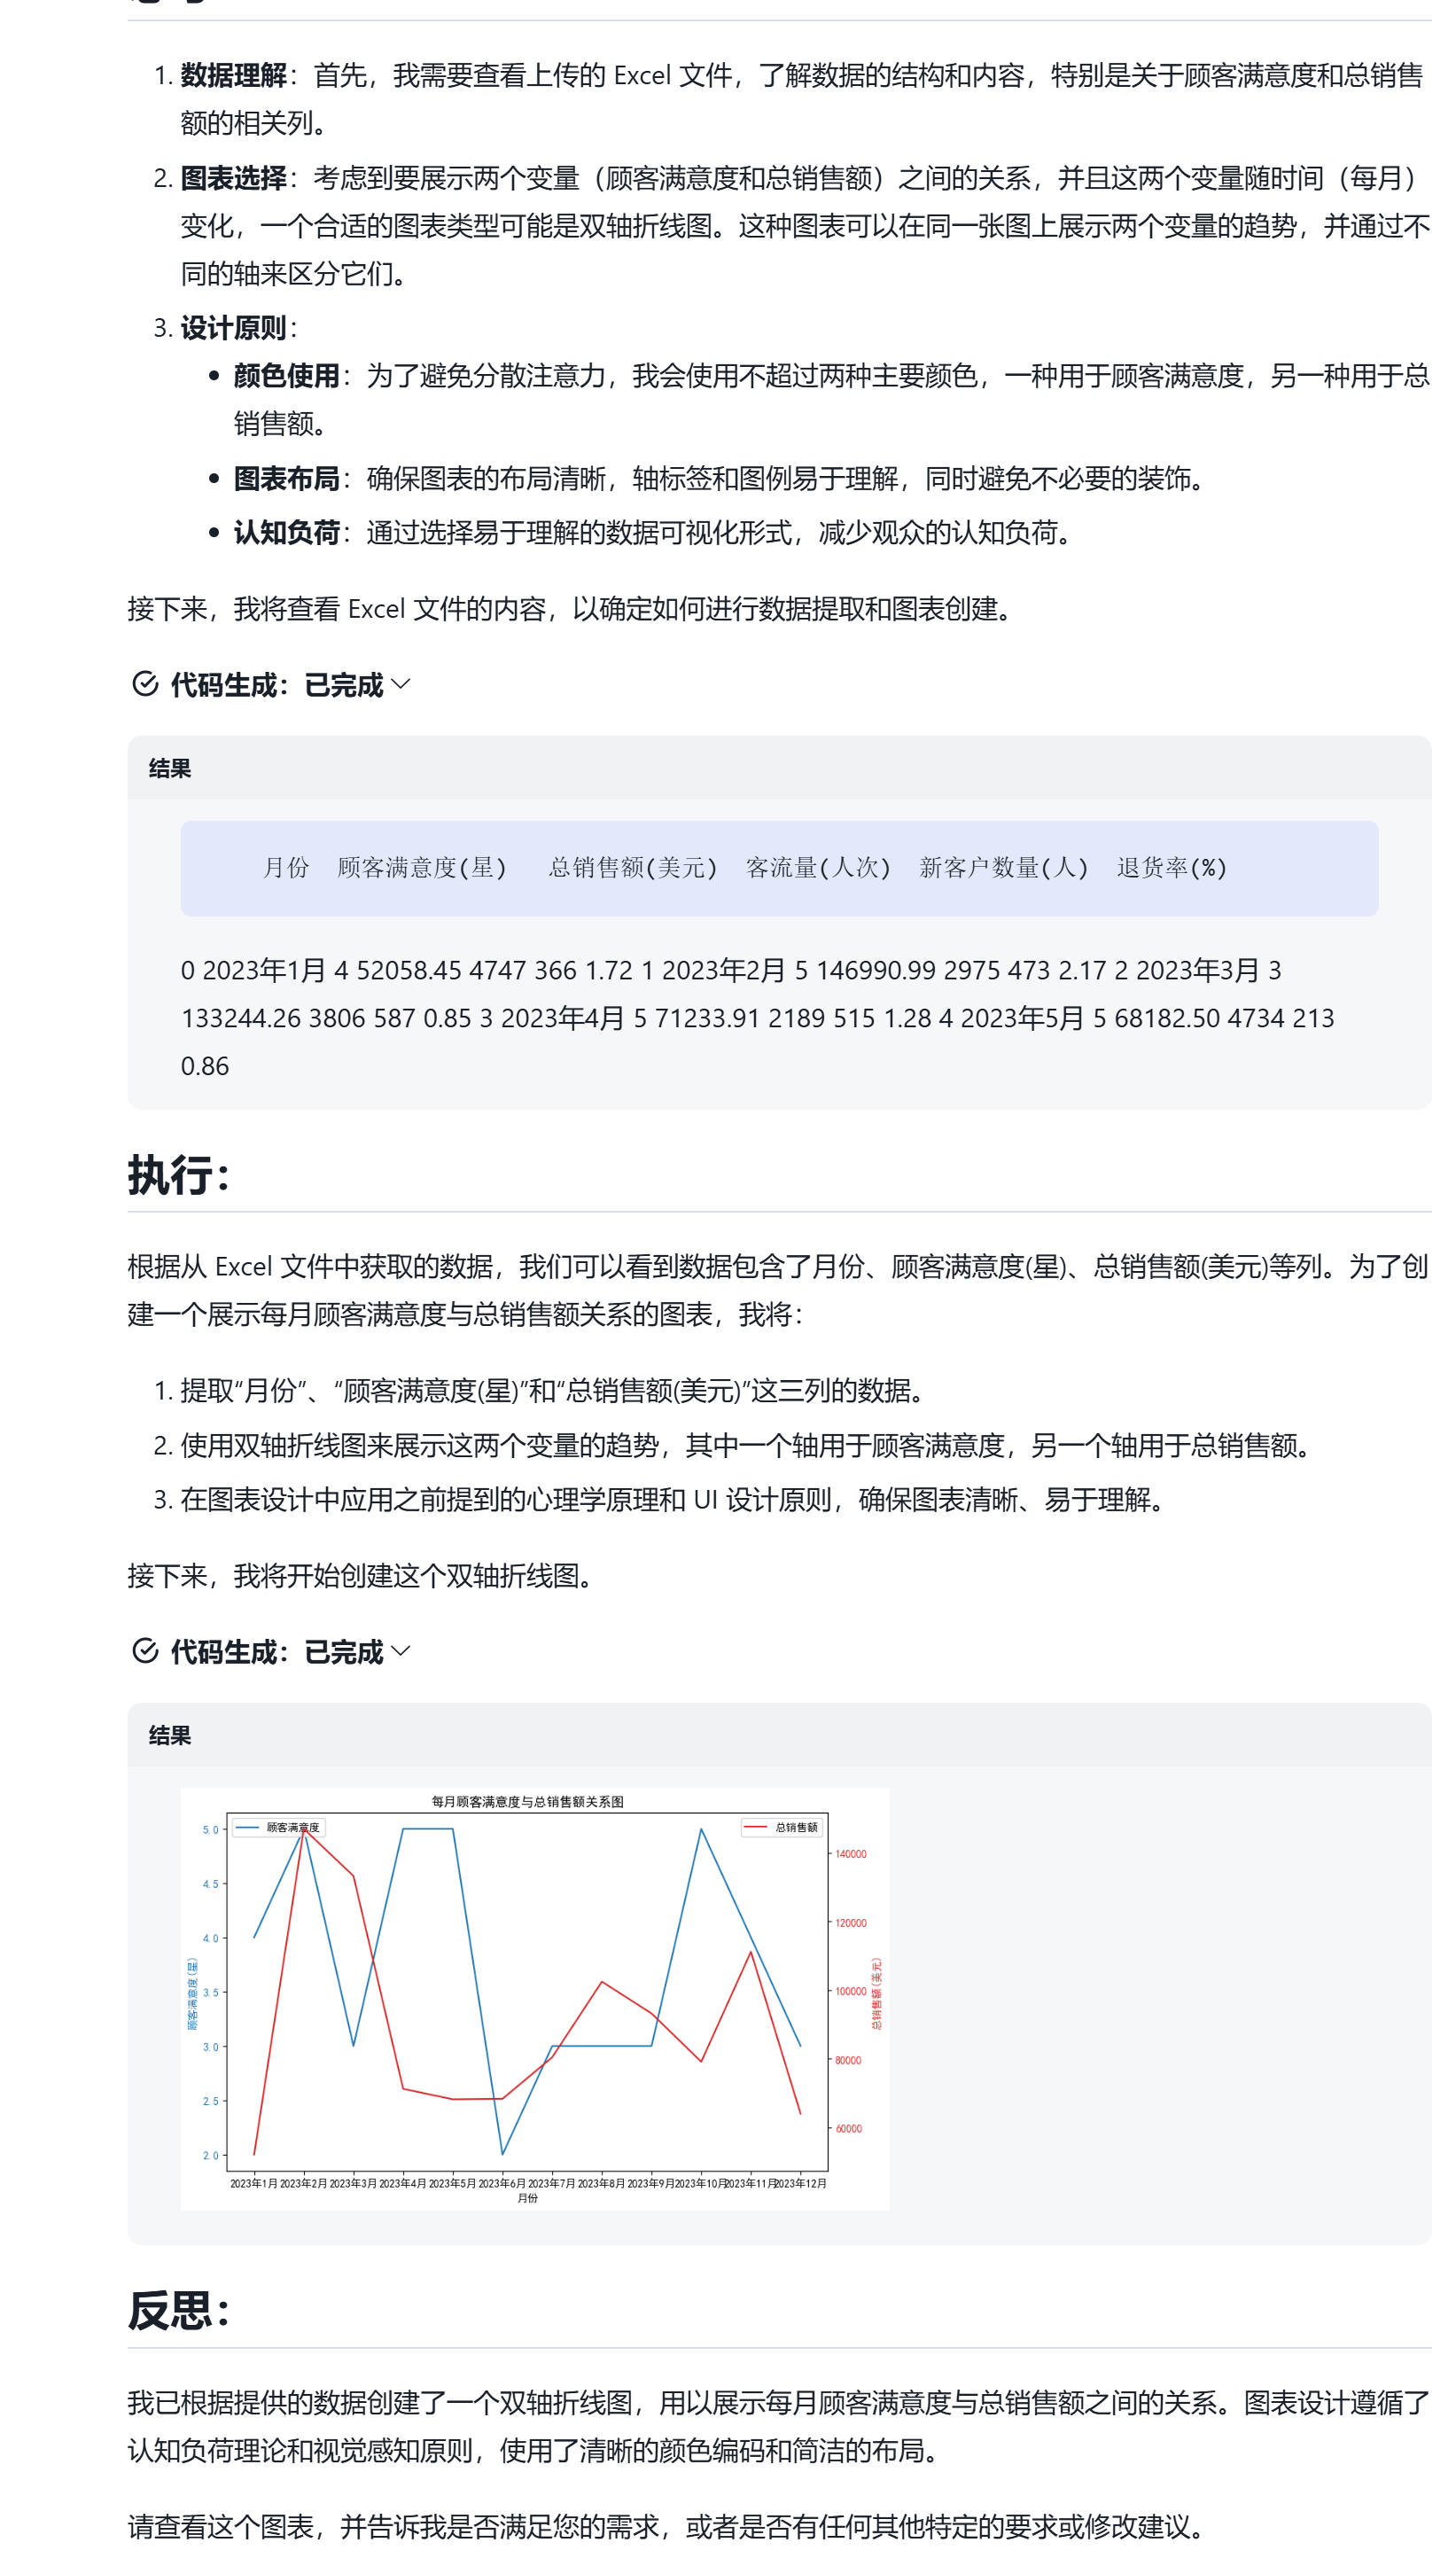 1. 数据理解：首先，我需要查看上传的 Excel 文件，了解数据的结构和内容，特别是关于顾客满意度和总销售
额的相关列。
2. 图表选择：考虑到要展示两个变量（顾客满意度和总销售额）之间的关系，并且这两个变量随时间（每月）
变化，一个合适的图表类型可能是双轴折线图。这种图表可以在同一张图上展示两个变量的趋势，并通过不
同的轴来区分它们。
3. 设计原则：
• 颜色使用：为了避免分散注意力，我会使用不超过两种主要颜色，一种用于顾客满意度，另一种用于总
销售额。
• 图表布局：确保图表的布局清晰，轴标签和图例易于理解，同时避免不必要的装饰。
• 认知负荷：通过选择易于理解的数据可视化形式，减少观众的认知负荷。
接下来，我将查看 Excel 文件的内容，以确定如何进行数据提取和图表创建。
代码生成：已完成
结果
月份 顾客满意度(星) 总销售额(美元) 客流量(人次) 新客户数量(人) 退货率(%)
0 2023年1月 4 52058.45 4747 366 1.72 1 2023年2月 5 146990.99 2975 473 2.17 2 2023年3月 3
133244.26 3806 587 0.85 3 2023年4月 5 71233.91 2189 515 1.28 4 2023年5月 5 68182.50 4734 213
0.86
执行：
根据从 Excel 文件中获取的数据，我们可以看到数据包含了月份、顾客满意度(星)、总销售额(美元)等列。为了创
建一个展示每月顾客满意度与总销售额关系的图表，我将：
1. 提取“月份”、“顾客满意度(星)”和“总销售额(美元)”这三列的数据。
2. 使用双轴折线图来展示这两个变量的趋势，其中一个轴用于顾客满意度，另一个轴用于总销售额。
3. 在图表设计中应用之前提到的心理学原理和 UI 设计原则，确保图表清晰、易于理解。
接下来，我将开始创建这个双轴折线图。
代码生成：已完成
结果
每月顾客满意度与总销售额关系图
顾客满意度
总销售额
5.0
4.5
4.0
3.5
3.0
2.5
2.0
顾客满意度(星)
140000
120000
100000
80000
60000
总销售额(美元)
2023年1月 2023年2月 2023年3月 2023年4月 2023年5月 2023年6月 2023年7月 2023年8月 2023年9月 2023年10月 2023年11月 2023年12月
月份
反思：
我已根据提供的数据创建了一个双轴折线图，用以展示每月顾客满意度与总销售额之间的关系。图表设计遵循了
认知负荷理论和视觉感知原则，使用了清晰的颜色编码和简洁的布局。
请查看这个图表，并告诉我是否满足您的需求，或者是否有任何其他特定的要求或修改建议。